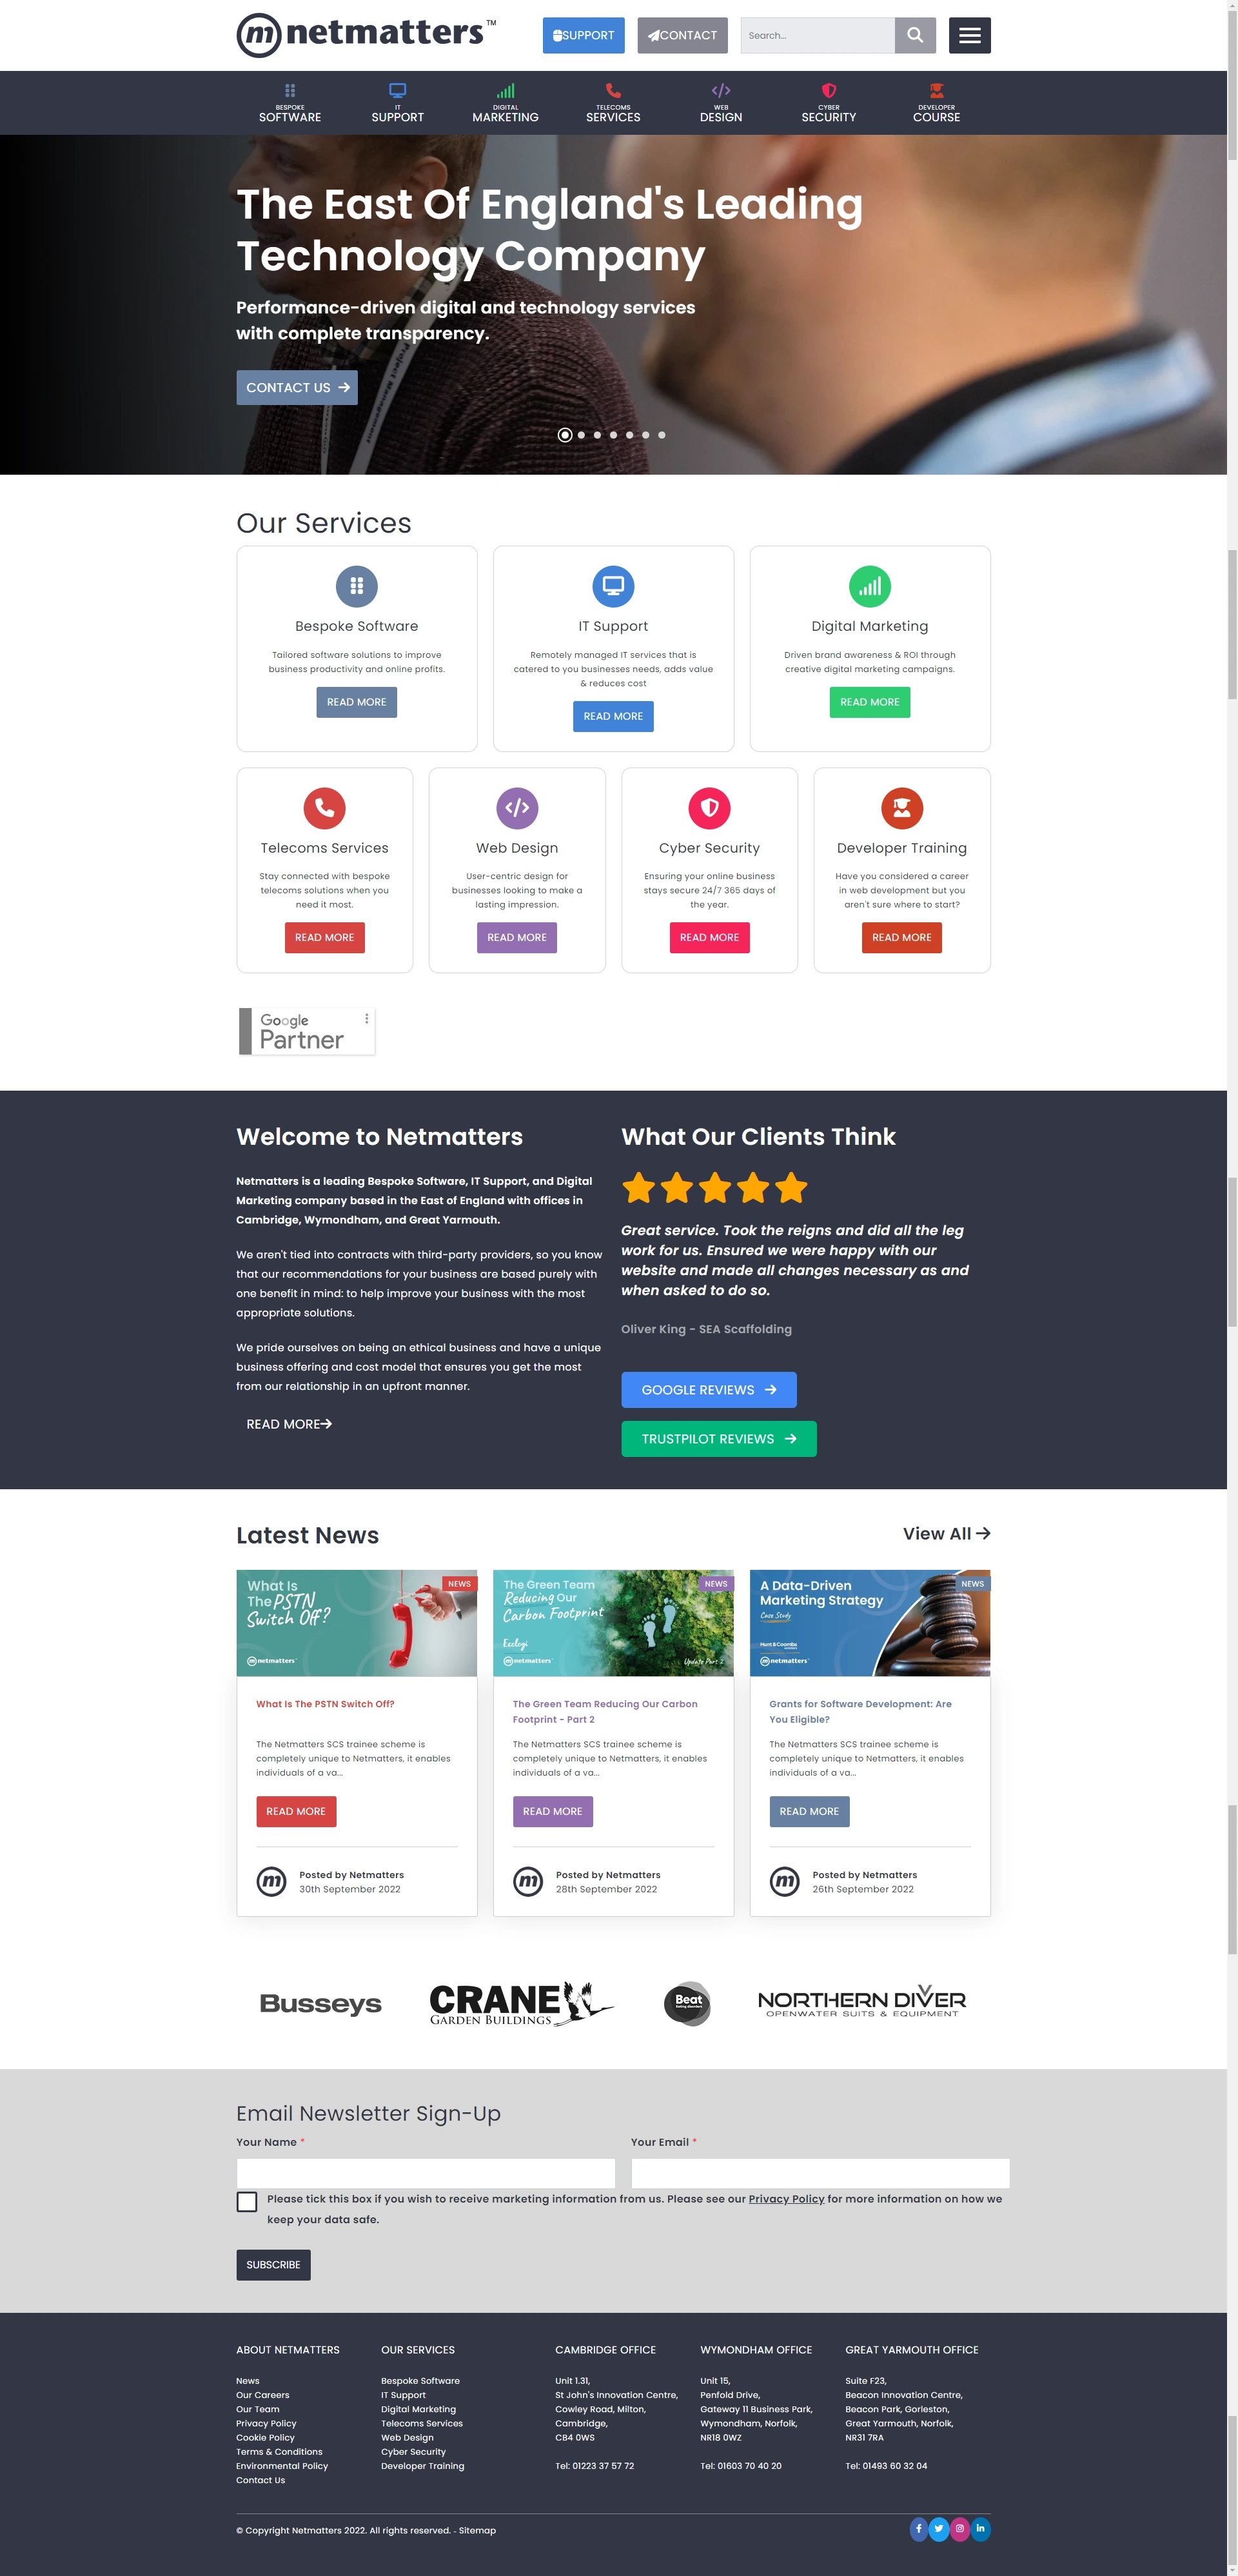 m netmatters™
SUPPORT
CONTACT
Search...
BESPOKE
SOFTWARE
IT
SUPPORT
DIGITAL
MARKETING
TELECOMS
SERVICES
WEB
DESIGN
CYBER
SECURITY
DEVELOPER
COURSE
The East Of England's Leading
Technology Company
Performance-driven digital and technology services
with complete transparency.
CONTACT US
Our Services
Bespoke Software
Tailored software solutions to improve
business productivity and online profits.
READ MORE
IT Support
Remotely managed IT services that is
catered to you businesses needs, adds value
& reduces cost
READ MORE
Digital Marketing
Driven brand awareness & ROI through
creative digital marketing campaigns.
READ MORE
Telecoms Services
Stay connected with bespoke
telecoms solutions when you
need it most.
READ MORE
Web Design
User-centric design for
businesses looking to make a
lasting impression.
READ MORE
Cyber Security
Ensuring your online business
stays secure 24/7 365 days of
the year.
READ MORE
Developer Training
Have you considered a career
in web development but you
aren't sure where to start?
READ MORE
Google
Partner
Welcome to Netmatters
Netmatters is a leading Bespoke Software, IT Support, and Digital
Marketing company based in the East of England with offices in
Cambridge, Wymondham, and Great Yarmouth.
We aren't tied into contracts with third-party providers, so you know
that our recommendations for your business are based purely with
one benefit in mind: to help improve your business with the most
appropriate solutions.
We pride ourselves on being an ethical business and have a unique
business offering and cost model that ensures you get the most
from our relationship in an upfront manner.
READ MORE
What Our Clients Think
Great service. Took the reigns and did all the leg
work for us. Ensured we were happy with our
website and made all changes necessary as and
when asked to do so.
Oliver King - SEA Scaffolding
GOOGLE REVIEWS
TRUSTPILOT REVIEWS
Latest News
View All
What Is
The PSTN
Switch Off?
NEWS
m netmatters
What Is The PSTN Switch Off?
The Netmatters SCS trainee scheme is
completely unique to Netmatters, it enables
individuals of a va...
READ MORE
Posted by Netmatters
30th September 2022
The Green Team
Reducing Our
Carbon Footprint
NEWS
m netmatters
Update Part 2
The Green Team Reducing Our Carbon
Footprint - Part 2
The Netmatters SCS trainee scheme is
completely unique to Netmatters, it enables
individuals of a va...
READ MORE
Posted by Netmatters
28th September 2022
A Data-Driven
Marketing Strategy
Case Study
NEWS
Hunt & Coombs
m netmatters
Grants for Software Development: Are
You Eligible?
The Netmatters SCS trainee scheme is
completely unique to Netmatters, it enables
individuals of a va...
READ MORE
Posted by Netmatters
26th September 2022
Busseys
CRANE
GARDEN BUILDINGS
Beat
Eating disorders
NORTHERN DIVER
OPENWATER SUITS & EQUIPMENT
Email Newsletter Sign-Up
Your Name *
Your Email *
Please tick this box if you wish to receive marketing information from us. Please see our Privacy Policy for more information on how we
keep your data safe.
SUBSCRIBE
ABOUT NETMATTERS
News
Our Careers
Our Team
Privacy Policy
Cookie Policy
Terms & Conditions
Environmental Policy
Contact Us
OUR SERVICES
Bespoke Software
IT Support
Digital Marketing
Telecoms Services
Web Design
Cyber Security
Developer Training
CAMBRIDGE OFFICE
Unit 1.31,
St John's Innovation Centre,
Cowley Road, Milton,
Cambridge,
CB4 0WS
Tel: 01223 37 57 72
WYMONDHAM OFFICE
Unit 15,
Penfold Drive,
Gateway 11 Business Park,
Wymondham, Norfolk,
NR18 0WZ
Tel: 01603 70 40 20
GREAT YARMOUTH OFFICE
Suite F23,
Beacon Innovation Centre,
Beacon Park, Gorleston,
Great Yarmouth, Norfolk,
NR31 7RA
Tel: 01493 60 32 04
© Copyright Netmatters 2022. All rights reserved. - Sitemap